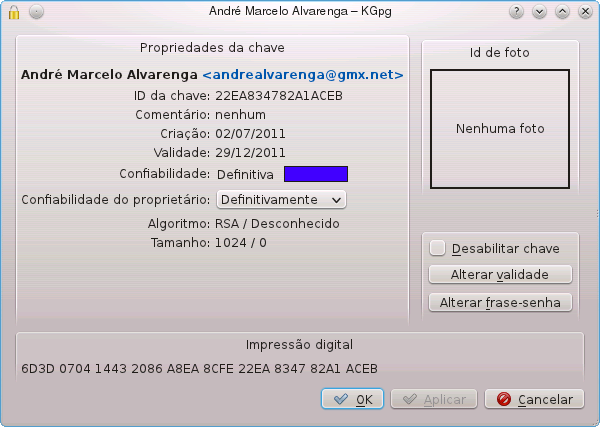 André Marcelo Alvarenga – KGpg
Propriedades da chave
André Marcelo Alvarenga <andrealvarenga@gmx.net>
ID da chave: 22EA834782A1ACEB
Comentário: nenhum
Criação: 02/07/2011
Validade: 29/12/2011
Confiabilidade: Definitiva
Confiabilidade do proprietário: Definitivamente
Algoritmo: RSA / Desconhecido
Tamanho: 1024 / 0
Id de foto
Nenhuma foto
Desabilitar chave
Alterar validade
Alterar frase-senha
Impressão digital
6D3D 0704 1443 2086 A8EA 8CFE 22EA 8347 82A1 ACEB
OK Aplicar Cancelar